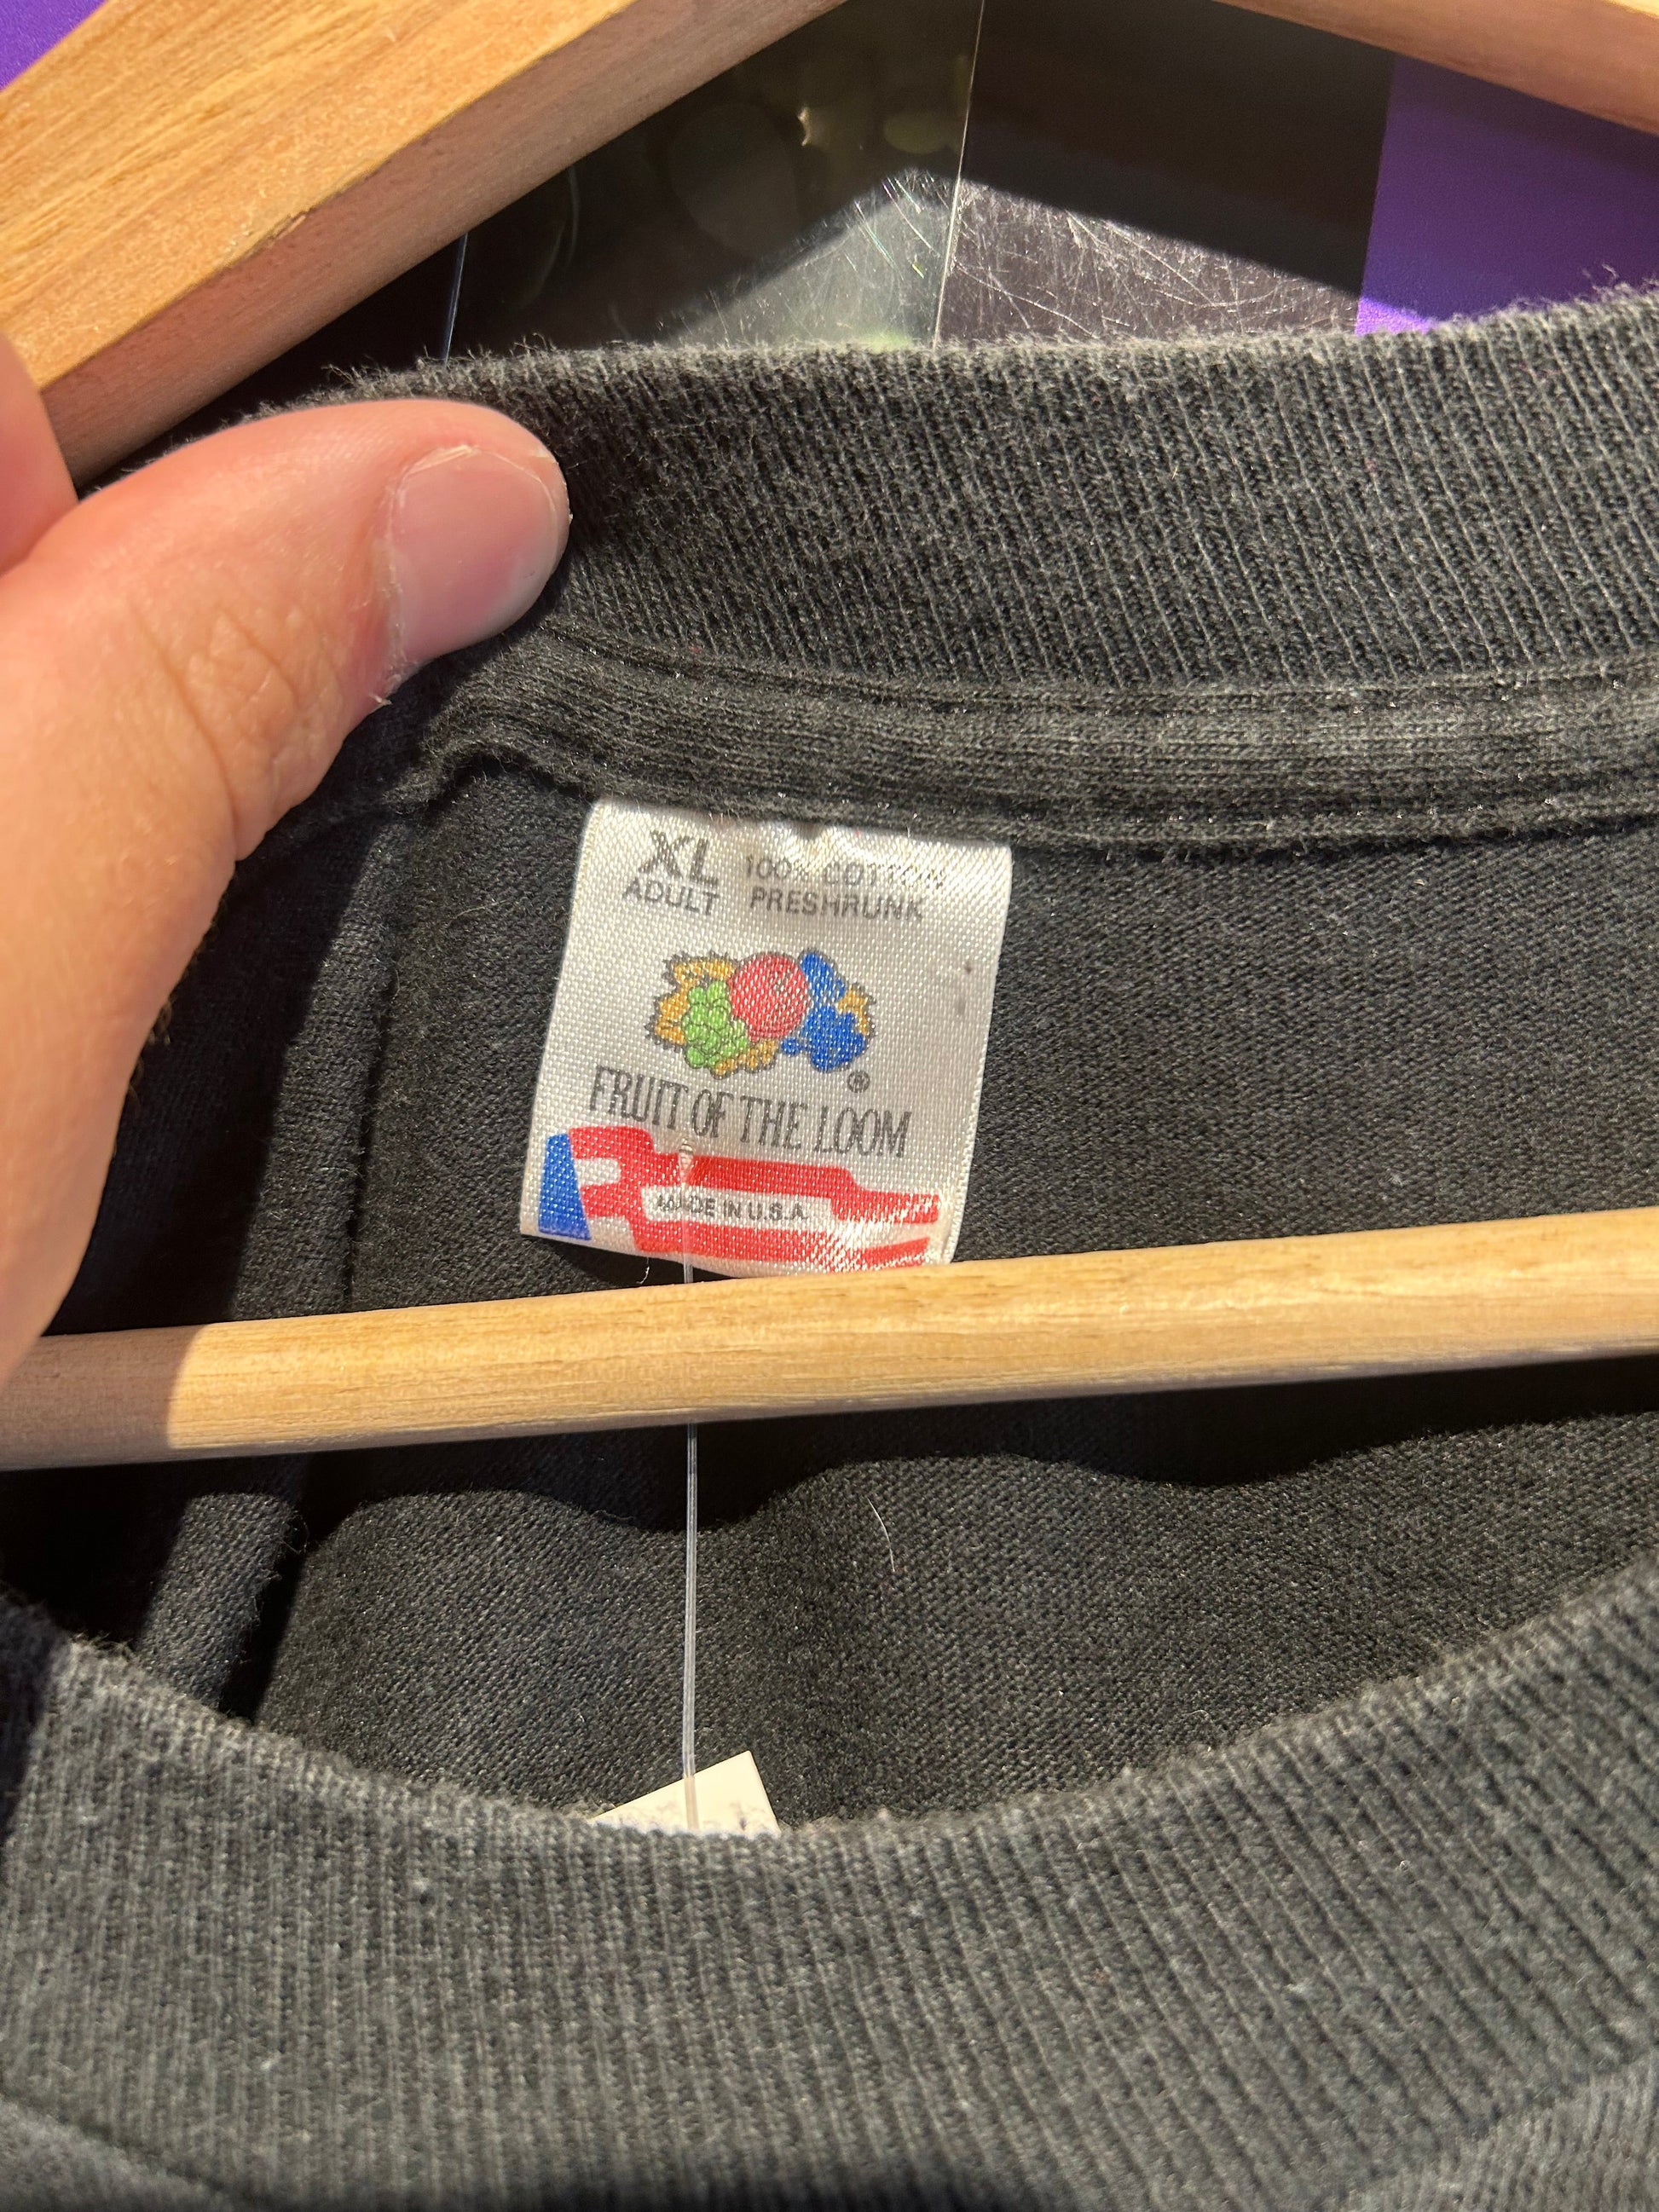 XL 100% COTTON
ADULT PRESHRUNK
®
FRUIT OF THE LOOM
MADE IN U.S.A.